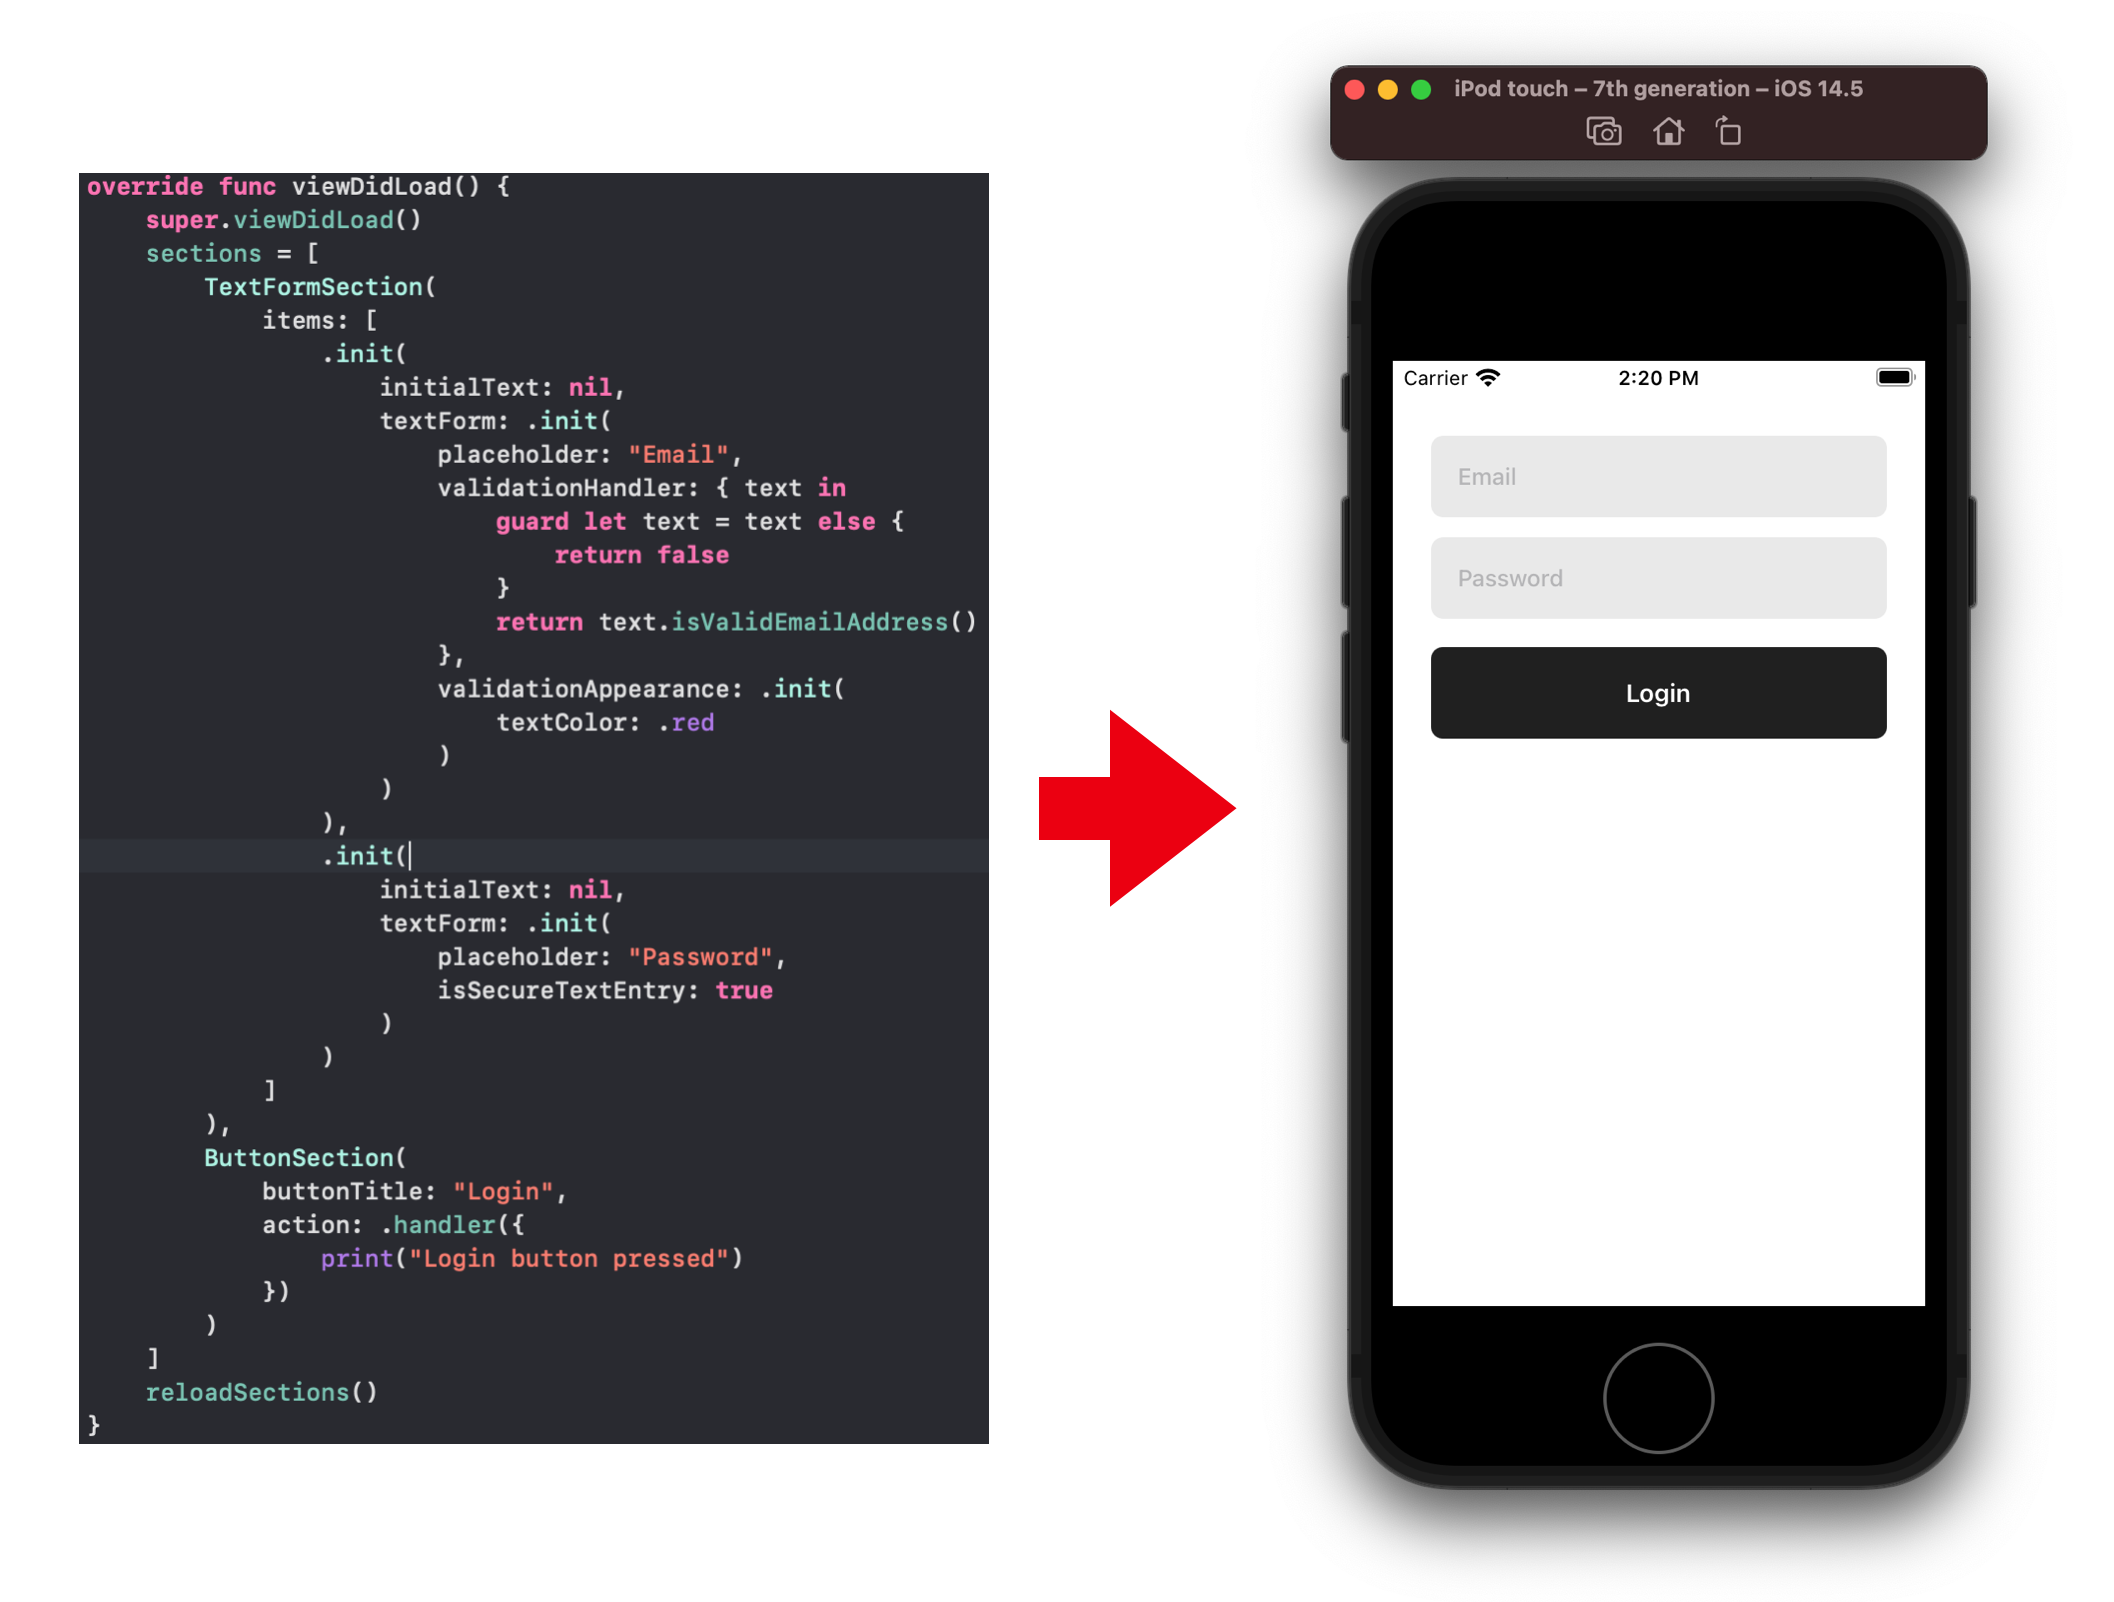 override func viewDidLoad() {
    super.viewDidLoad()
    sections = [
        TextFormSection(
            items: [
                .init(
                    initialText: nil,
                    textForm: .init(
                        placeholder: "Email",
                        validationHandler: { text in
                            guard let text = text else {
                                return false
                            }
                            return text.isValidEmailAddress()
                        },
                        validationAppearance: .init(
                            textColor: .red
                        )
                    )
                ),
                .init(
                    initialText: nil,
                    textForm: .init(
                        placeholder: "Password",
                        isSecureTextEntry: true
                    )
                )
            ]
        ),
        ButtonSection(
            buttonTitle: "Login",
            action: .handler({
                print("Login button pressed")
            })
        )
    ]
    reloadSections()
}
iPod touch – 7th generation – iOS 14.5
Carrier 2:20 PM
Email
Password
Login